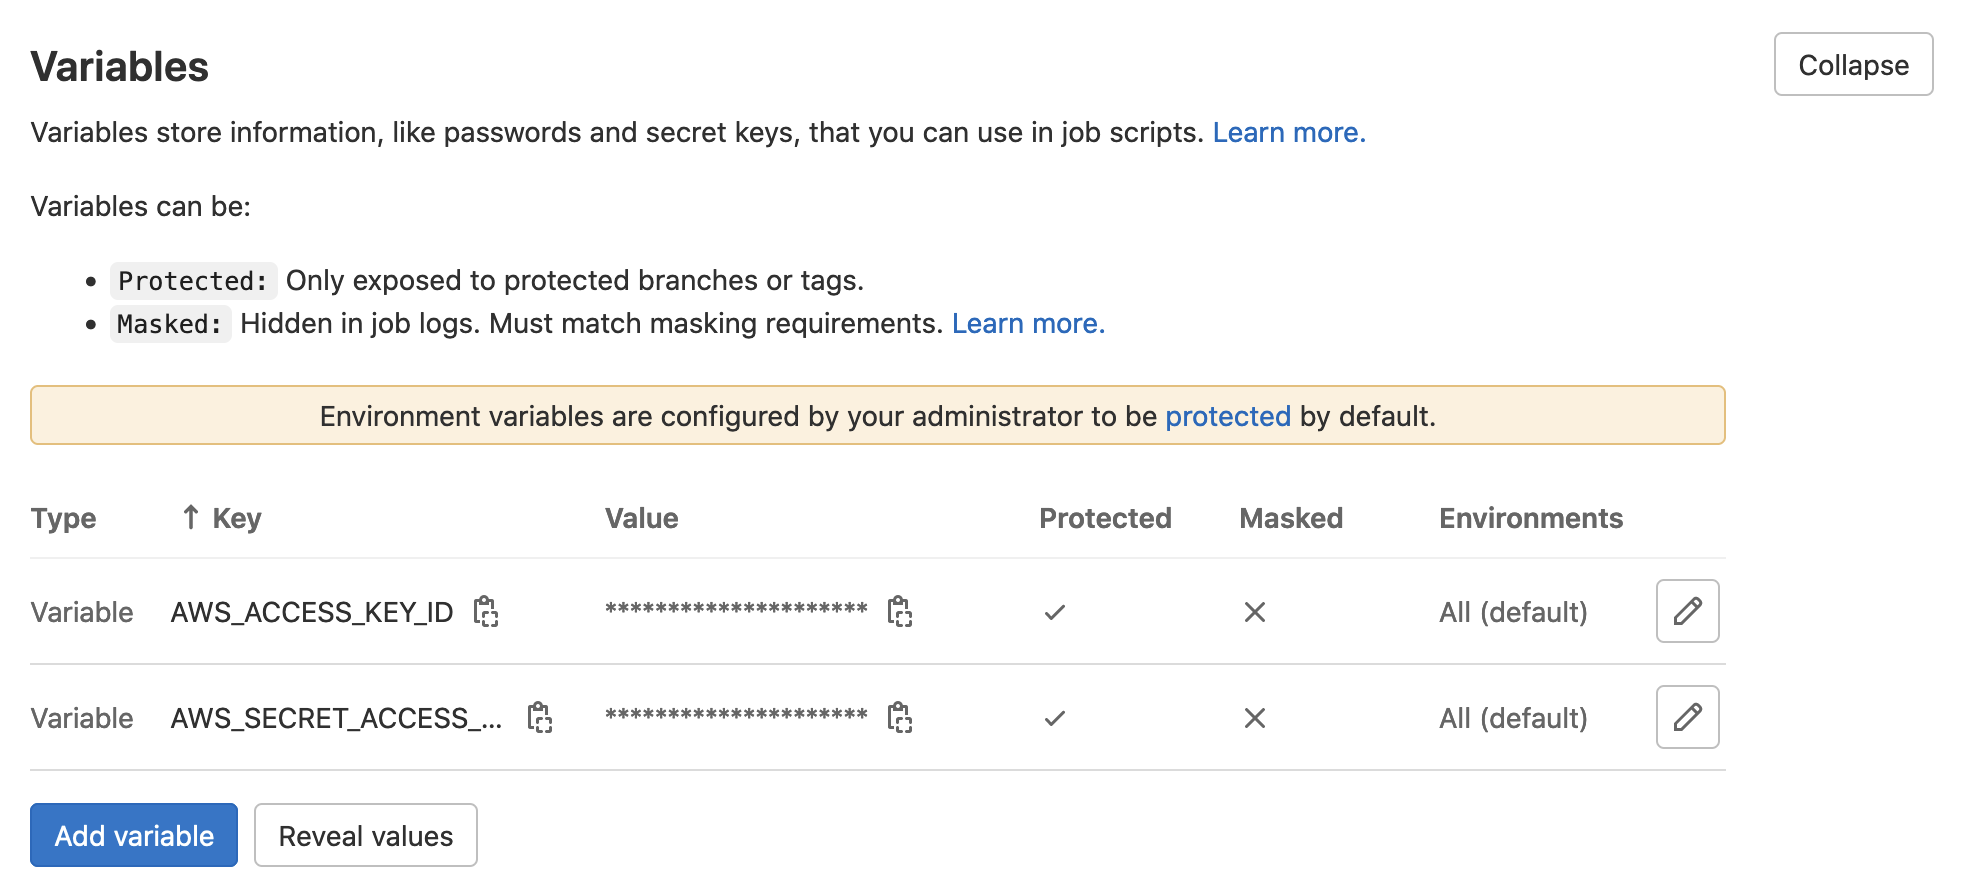 Variables
Collapse
Variables store information, like passwords and secret keys, that you can use in job scripts. Learn more.
Variables can be:
Protected: Only exposed to protected branches or tags.
Masked: Hidden in job logs. Must match masking requirements. Learn more.
Environment variables are configured by your administrator to be protected by default.
Type ↑ Key Value Protected Masked Environments
Variable AWS_ACCESS_KEY_ID ********************* All (default)
Variable AWS_SECRET_ACCESS_... ********************* All (default)
Add variable Reveal values